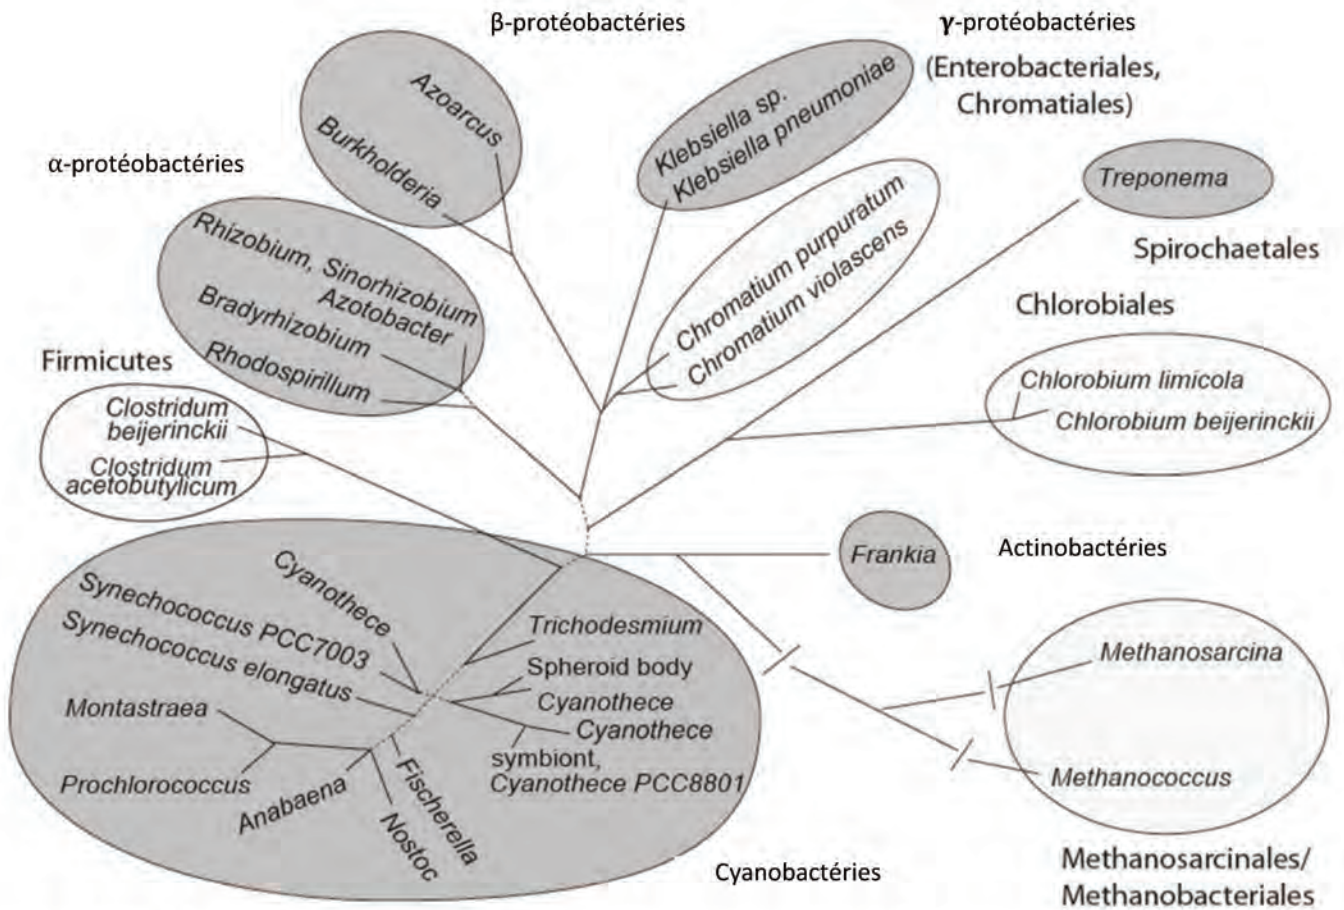 β-protéobactéries
γ-protéobactéries
(Enterobacteriales,
Chromatiales)
Azoarcus
Burkholderia
Klebsiella sp.
Klebsiella pneumoniae
α-protéobactéries
Treponema
Spirochaetales
Rhizobium, Sinorhizobium
Azotobacter
Bradyrhizobium
Rhodospirillum
Chromatium purpuratum
Chromatium violascens
Chlorobiales
Chlorobium limicola
Chlorobium beijerinckii
Firmicutes
Clostridum
beijerinckii
Clostridum
acetobutylicum
Frankia
Actinobactéries
Cyanothece
Synechococcus PCC7003
Synechococcus elongatus
Trichodesmium
Spheroid body
Cyanothece
Cyanothece
symbiont,
Cyanothece PCC8801
Montastraea
Prochlorococcus
Anabaena
Nostoc
Fischerella
Cyanobactéries
Methanosarcina
Methanococcus
Methanosarcinales/
Methanobacteriales